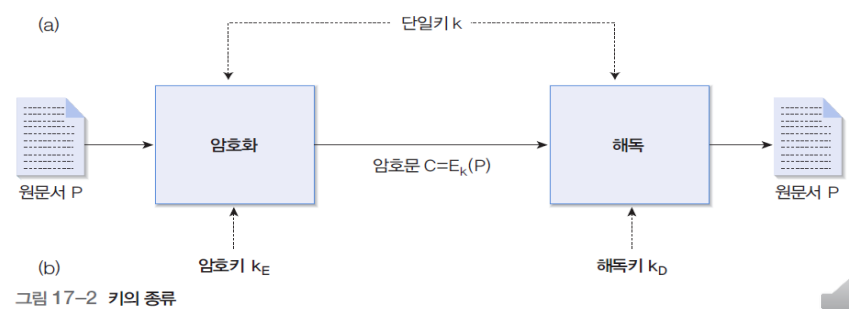 (a)
단일키 k
암호화
해독
원문서 P
암호문 C=Eₖ(P)
원문서 P
(b)
암호키 k_E
해독키 k_D
그림 17-2 키의 종류